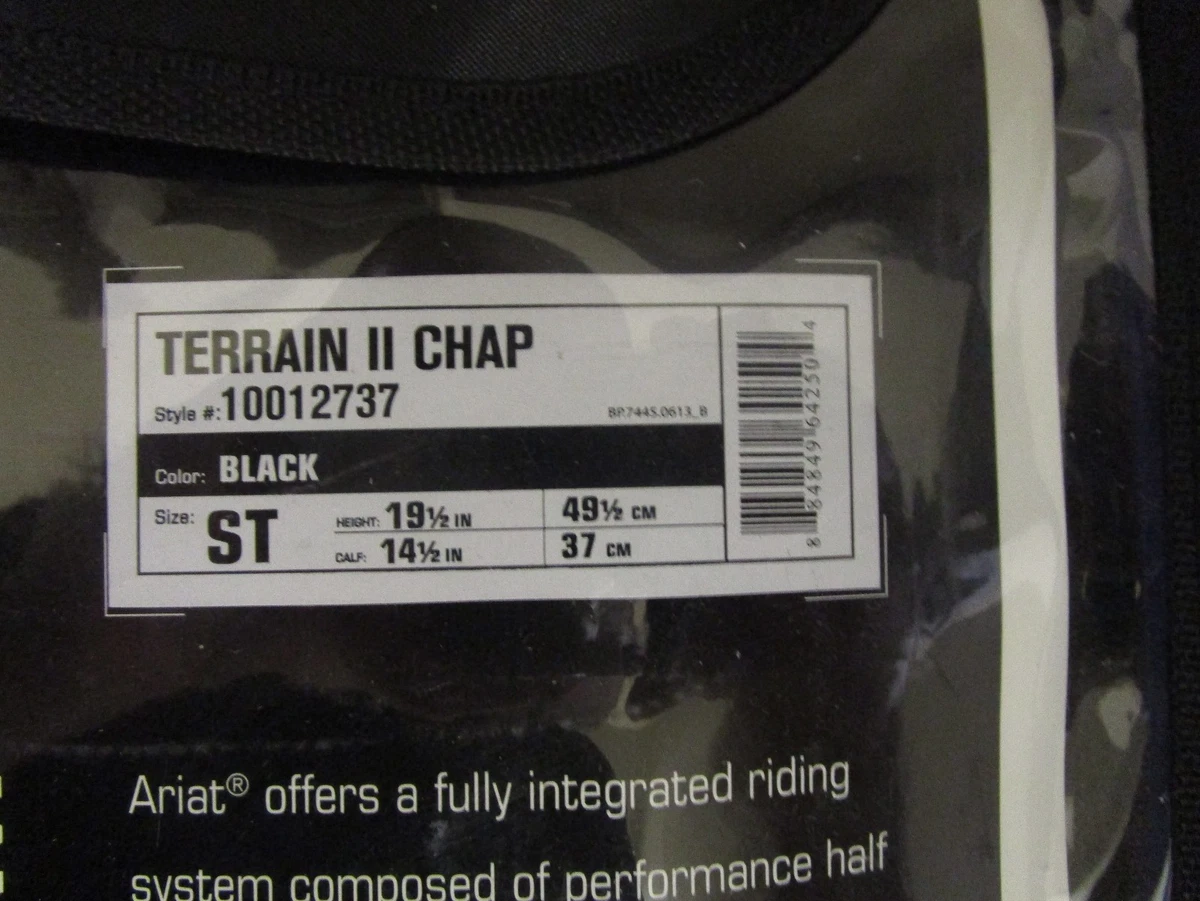 TERRAIN II CHAP
Style #:10012737
BP.7445.0613_B
Color: BLACK
Size: ST
HEIGHT: 19½ IN 49½ CM
CALF: 14½ IN 37 CM
8 84849 64250 4
Ariat® offers a fully integrated riding
system composed of performance half